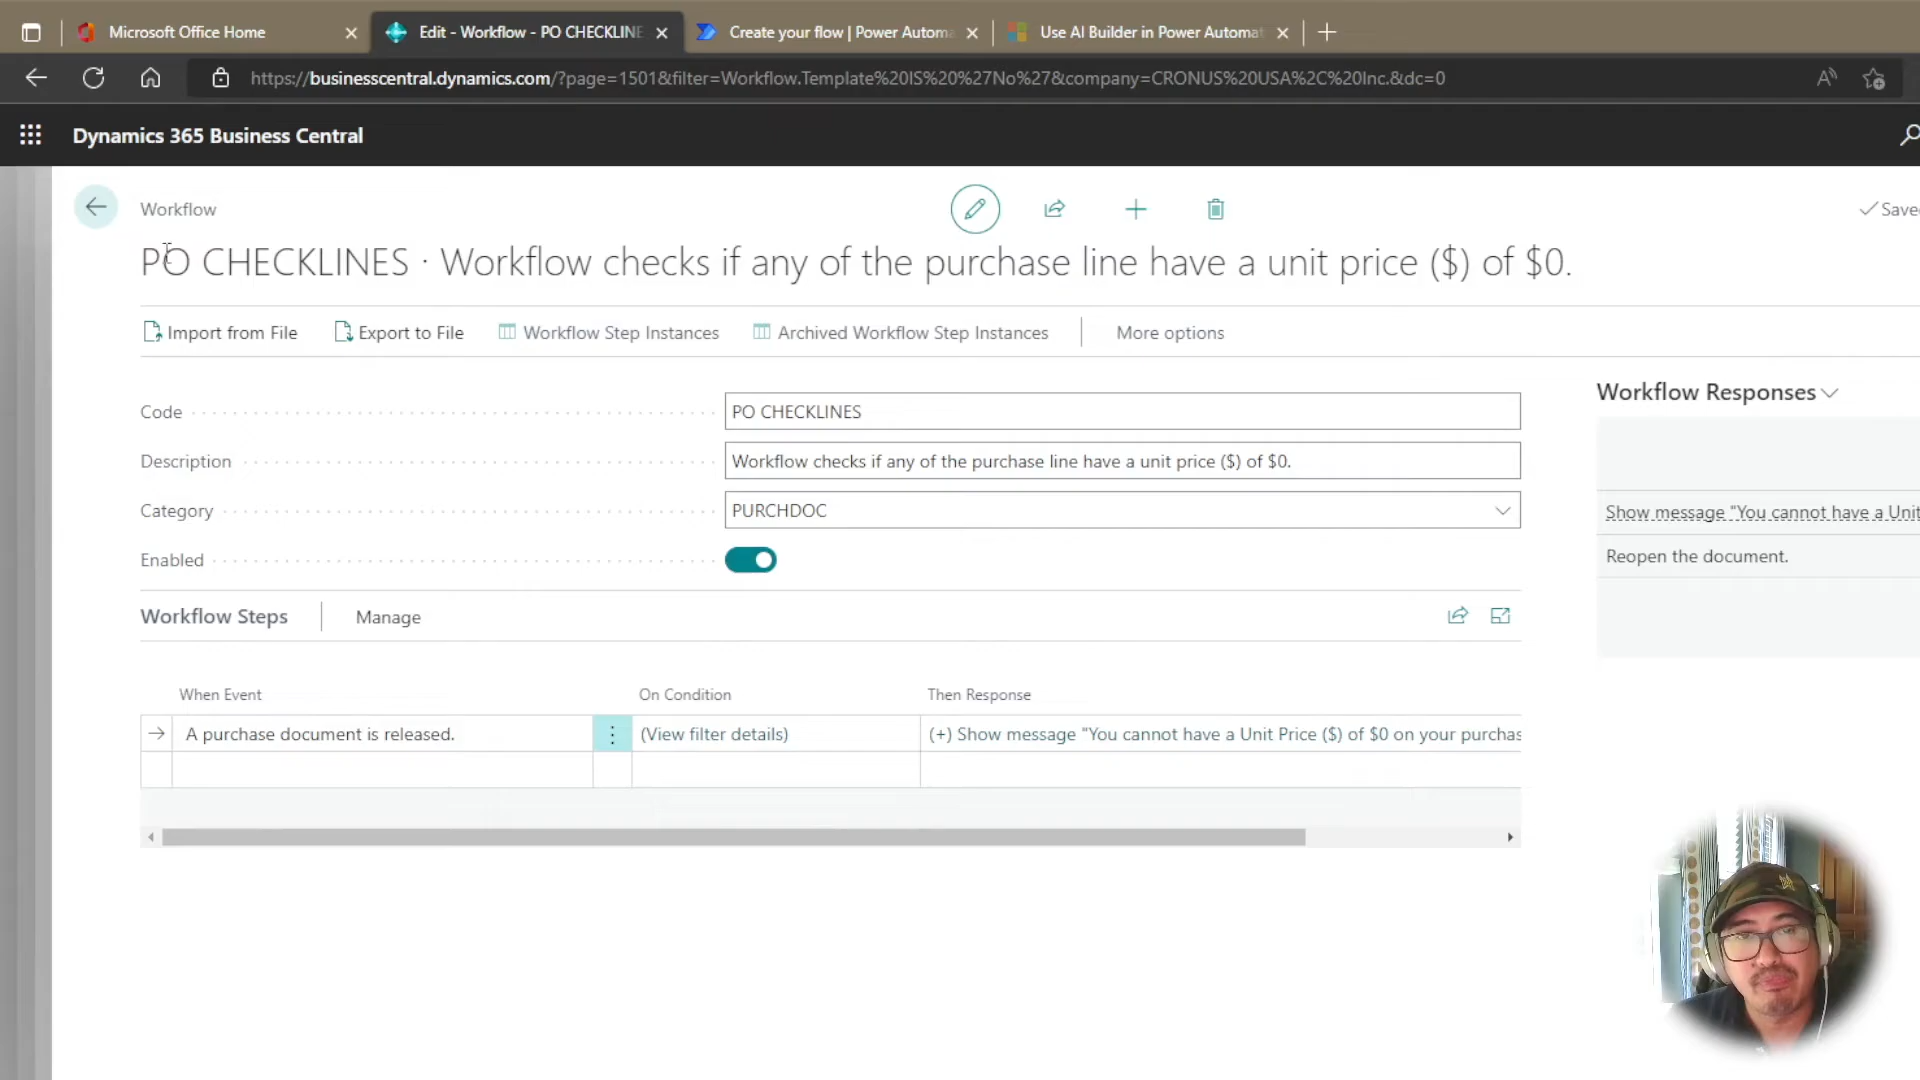 Microsoft Office Home
Edit - Workflow - PO CHECKLINE
Create your flow | Power Automa
Use AI Builder in Power Automat
https://businesscentral.dynamics.com/?page=1501&filter=Workflow.Template%20IS%20%27No%27&company=CRONUS%20USA%2C%20Inc.&dc=0
Dynamics 365 Business Central
Workflow
Save
PO CHECKLINES · Workflow checks if any of the purchase line have a unit price ($) of $0.
Import from File
Export to File
Workflow Step Instances
Archived Workflow Step Instances
More options
Code
PO CHECKLINES
Description
Workflow checks if any of the purchase line have a unit price ($) of $0.
Category
PURCHDOC
Enabled
Workflow Responses
Show message "You cannot have a Unit
Reopen the document.
Workflow Steps
Manage
When Event
On Condition
Then Response
A purchase document is released.
(View filter details)
(+) Show message "You cannot have a Unit Price ($) of $0 on your purchas